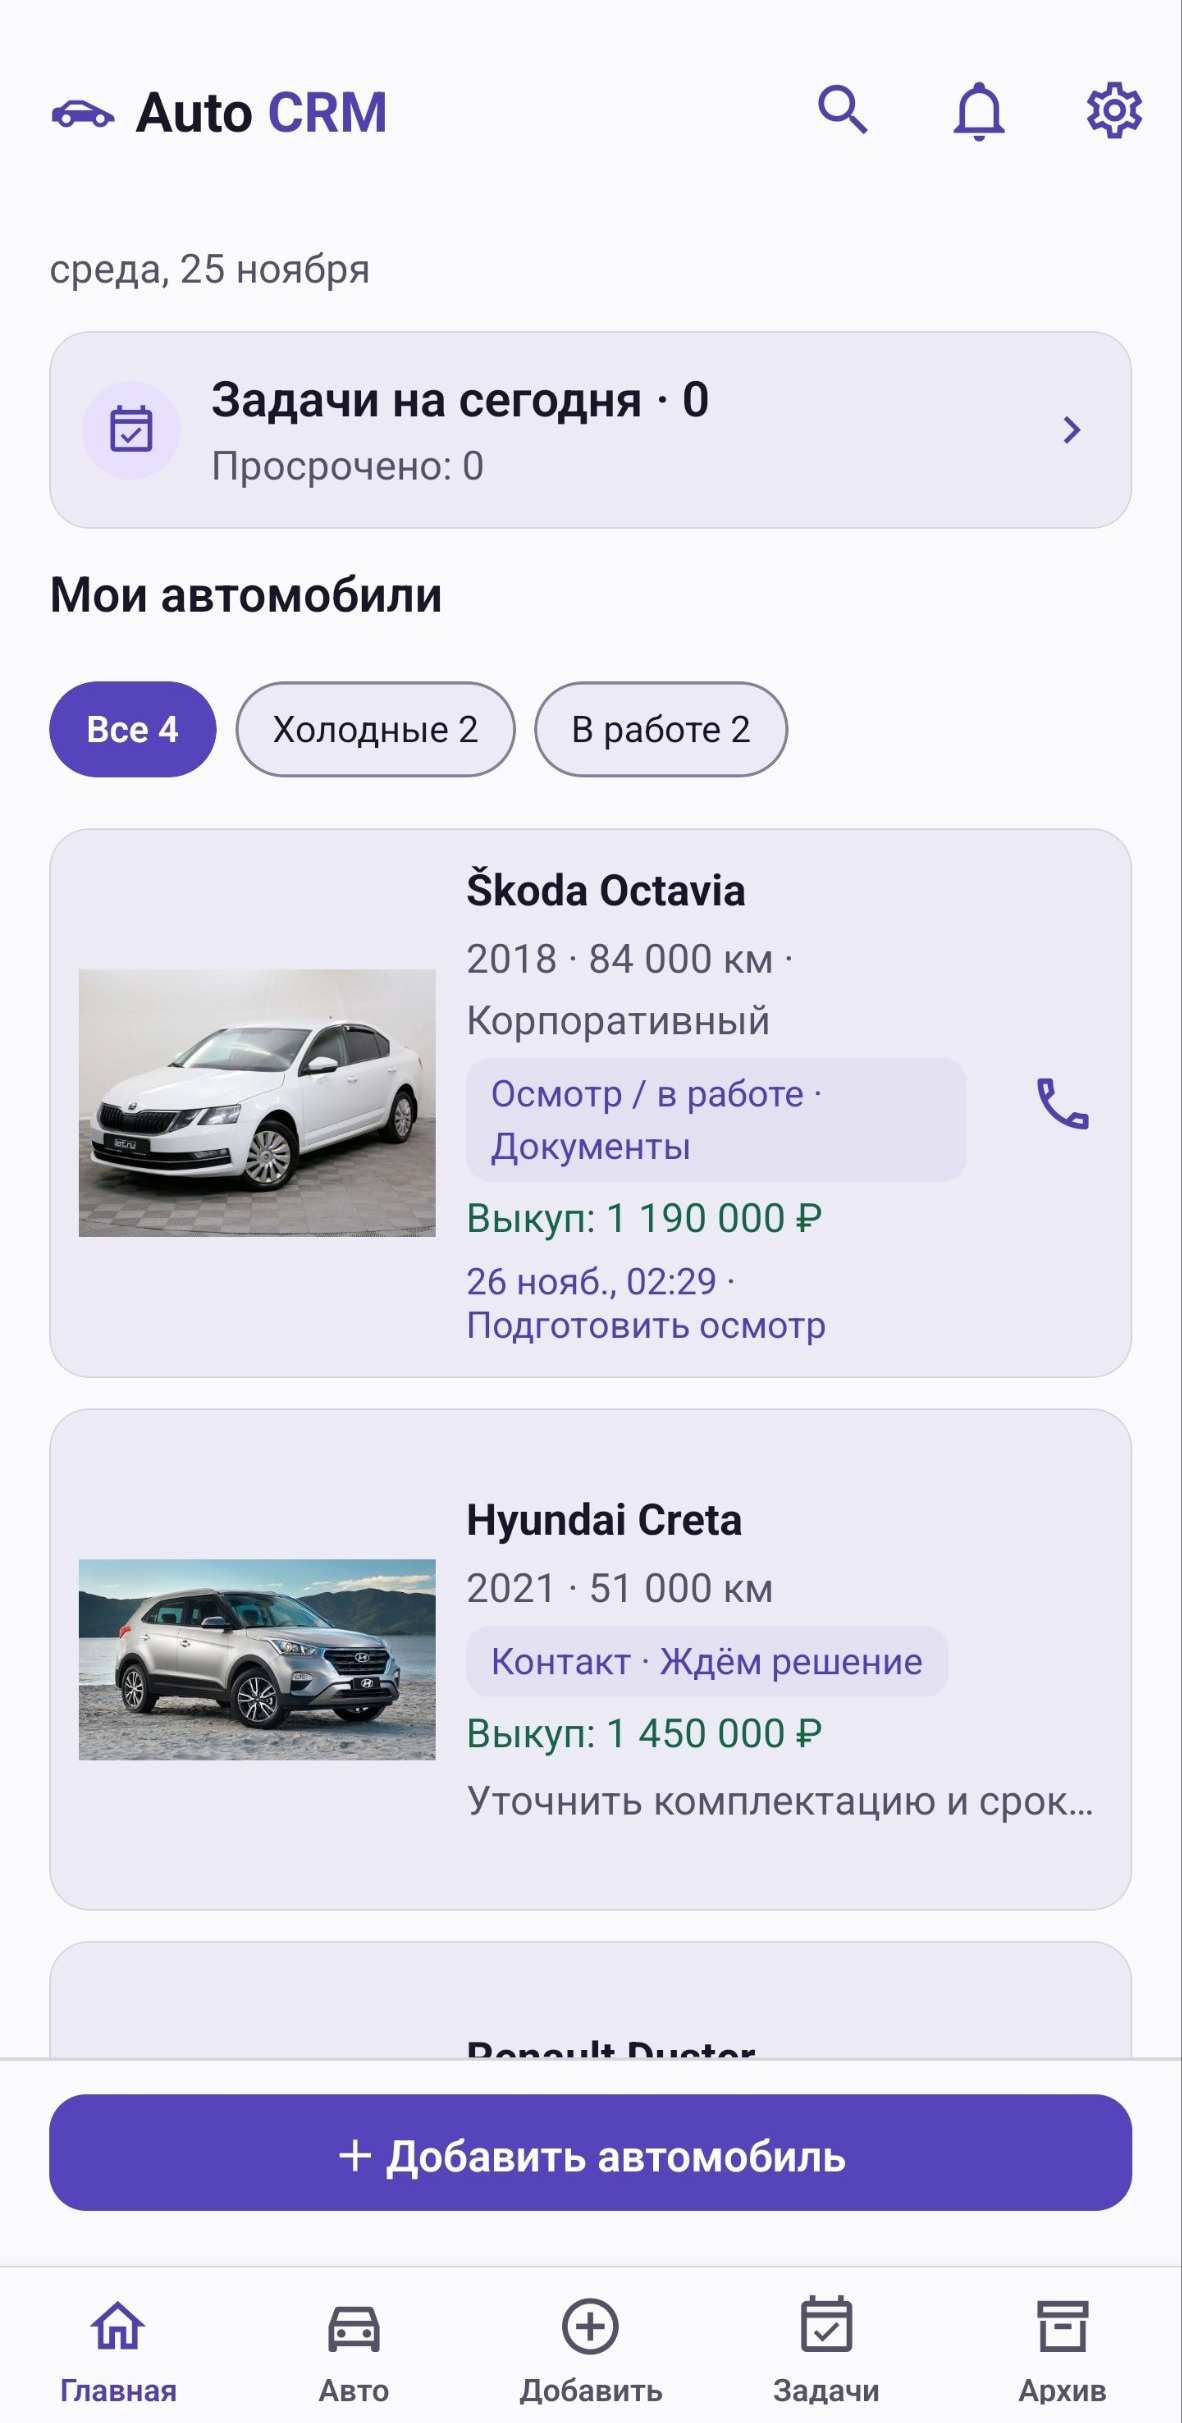 Auto CRM
среда, 25 ноября
Задачи на сегодня · 0
Просрочено: 0
Мои автомобили
Все 4
Холодные 2
В работе 2
Škoda Octavia
2018 · 84 000 км ·
Корпоративный
Осмотр / в работе ·
Документы
Выкуп: 1 190 000 ₽
26 нояб., 02:29 ·
Подготовить осмотр
Hyundai Creta
2021 · 51 000 км
Контакт · Ждём решение
Выкуп: 1 450 000 ₽
Уточнить комплектацию и срок…
Renault Duster
+ Добавить автомобиль
Главная
Авто
Добавить
Задачи
Архив